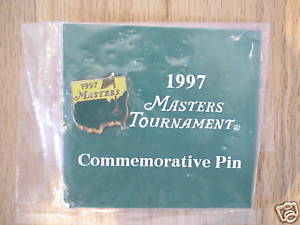 1997
MASTERS
1997
MASTERS
TOURNAMENT®
Commemorative Pin